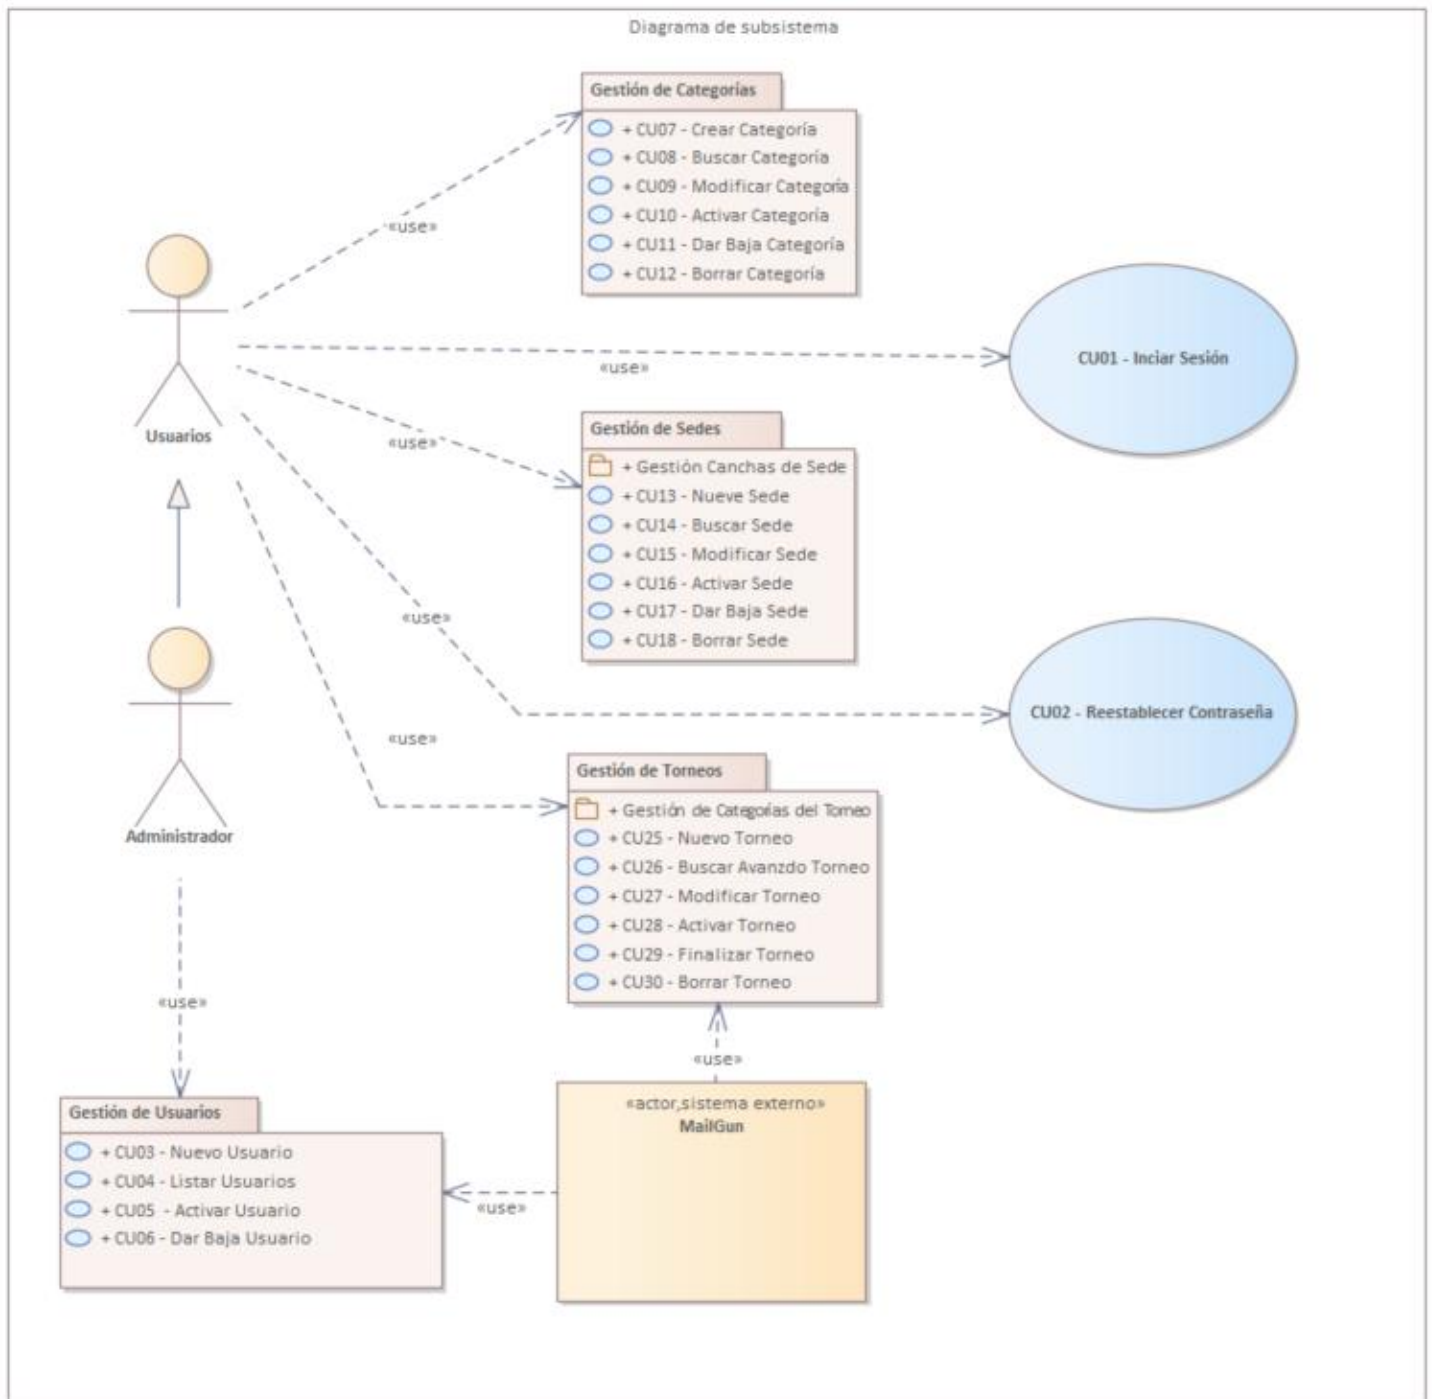 Diagrama de subsistema
Gestión de Categorías
+ CU07 - Crear Categoría
+ CU08 - Buscar Categoría
+ CU09 - Modificar Categoría
+ CU10 - Activar Categoría
+ CU11 - Dar Baja Categoría
+ CU12 - Borrar Categoría
«use»
CU01 - Inciar Sesión
«use»
Usuarios
Gestión de Sedes
+ Gestión Canchas de Sede
+ CU13 - Nueve Sede
+ CU14 - Buscar Sede
+ CU15 - Modificar Sede
+ CU16 - Activar Sede
+ CU17 - Dar Baja Sede
+ CU18 - Borrar Sede
«use»
«use»
CU02 - Reestablecer Contraseña
«use»
Administrador
Gestión de Torneos
+ Gestión de Categorías del Torneo
+ CU25 - Nuevo Torneo
+ CU26 - Buscar Avanzdo Torneo
+ CU27 - Modificar Torneo
+ CU28 - Activar Torneo
+ CU29 - Finalizar Torneo
+ CU30 - Borrar Torneo
«use»
«use»
Gestión de Usuarios
+ CU03 - Nuevo Usuario
+ CU04 - Listar Usuarios
+ CU05 - Activar Usuario
+ CU06 - Dar Baja Usuario
«use»
«actor,sistema externo»
MailGun